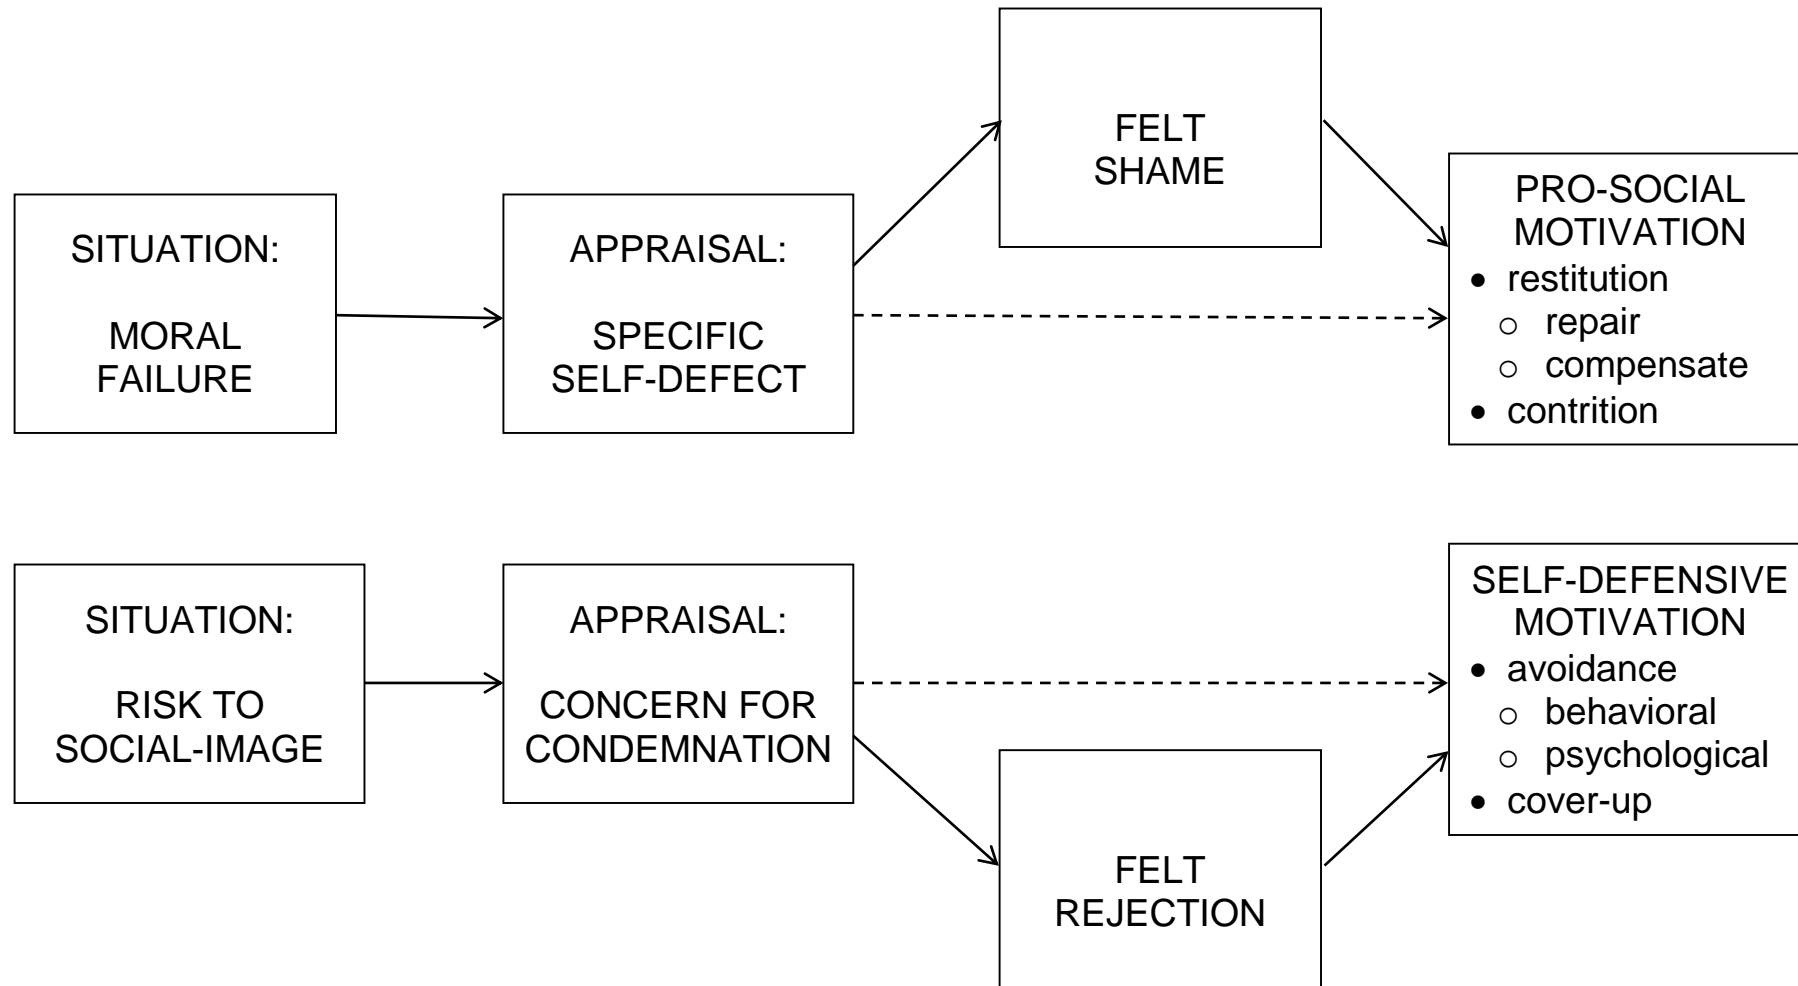 FELT
SHAME
SITUATION:
MORAL
FAILURE
APPRAISAL:
SPECIFIC
SELF-DEFECT
PRO-SOCIAL
MOTIVATION
• restitution
○ repair
○ compensate
• contrition
SITUATION:
RISK TO
SOCIAL-IMAGE
APPRAISAL:
CONCERN FOR
CONDEMNATION
SELF-DEFENSIVE
MOTIVATION
• avoidance
○ behavioral
○ psychological
• cover-up
FELT
REJECTION